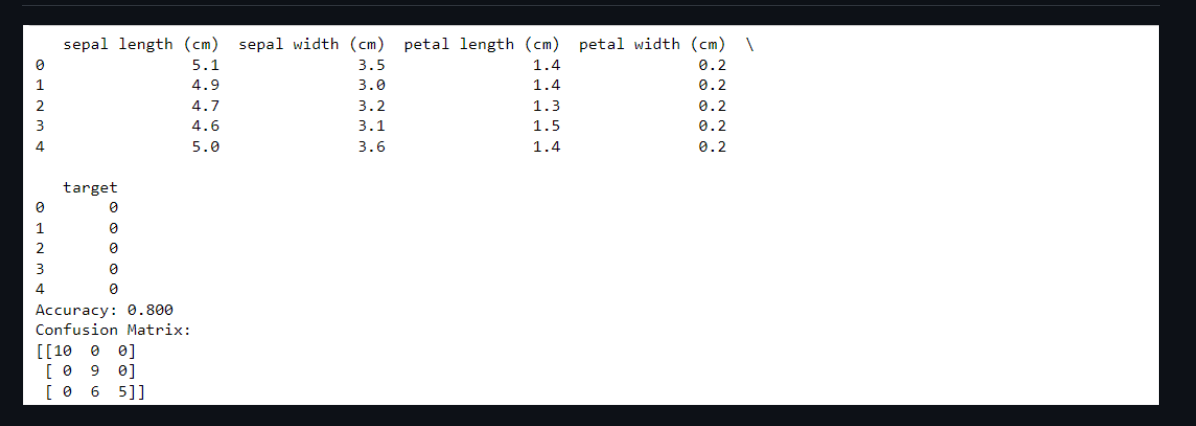 sepal length (cm)  sepal width (cm)  petal length (cm)  petal width (cm)  \
0                5.1               3.5                1.4               0.2
1                4.9               3.0                1.4               0.2
2                4.7               3.2                1.3               0.2
3                4.6               3.1                1.5               0.2
4                5.0               3.6                1.4               0.2
target
0       0
1       0
2       0
3       0
4       0
Accuracy: 0.800
Confusion Matrix:
[[10  0  0]
 [ 0  9  0]
 [ 0  6  5]]